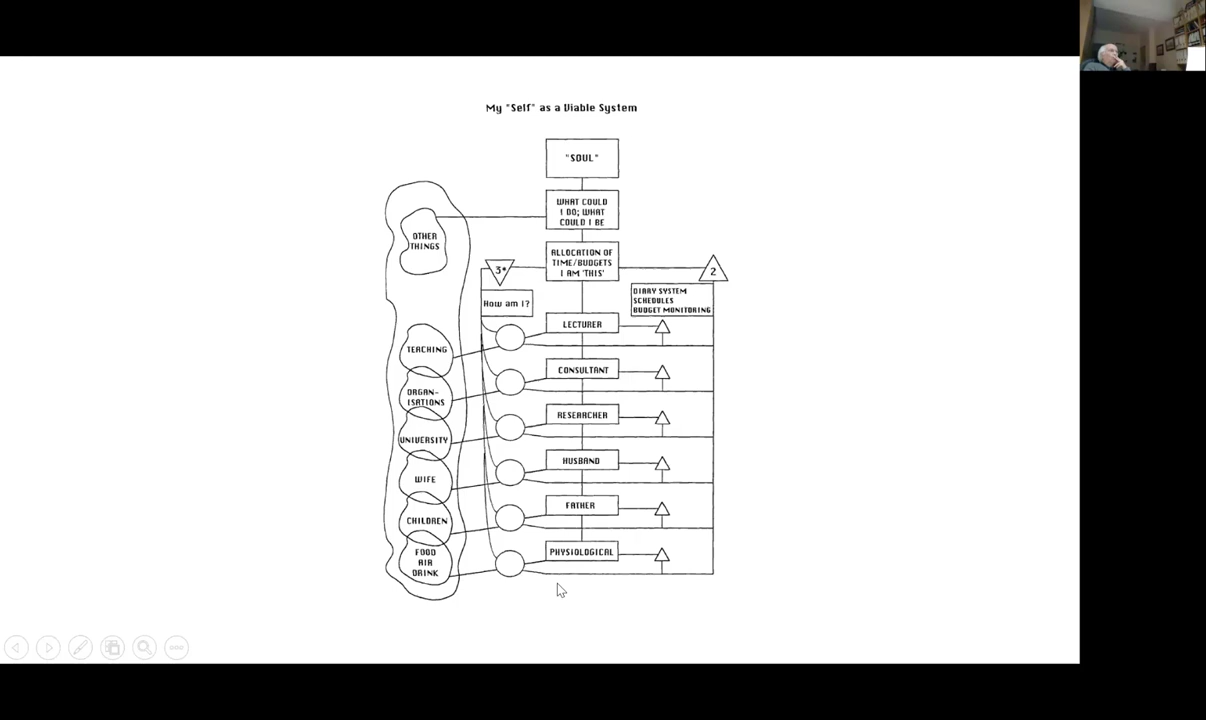 My "Self" as a Viable System
"SOUL"
WHAT COULD
I DO; WHAT
COULD I BE
OTHER
THINGS
ALLOCATION OF
TIME/BUDGETS
I AM 'THIS'
3*
2
How am I?
DIARY SYSTEM
SCHEDULES
BUDGET MONITORING
LECTURER
TEACHING
CONSULTANT
ORGAN-
ISATIONS
RESEARCHER
UNIVERSITY
HUSBAND
WIFE
FATHER
CHILDREN
PHYSIOLOGICAL
FOOD
AIR
DRINK